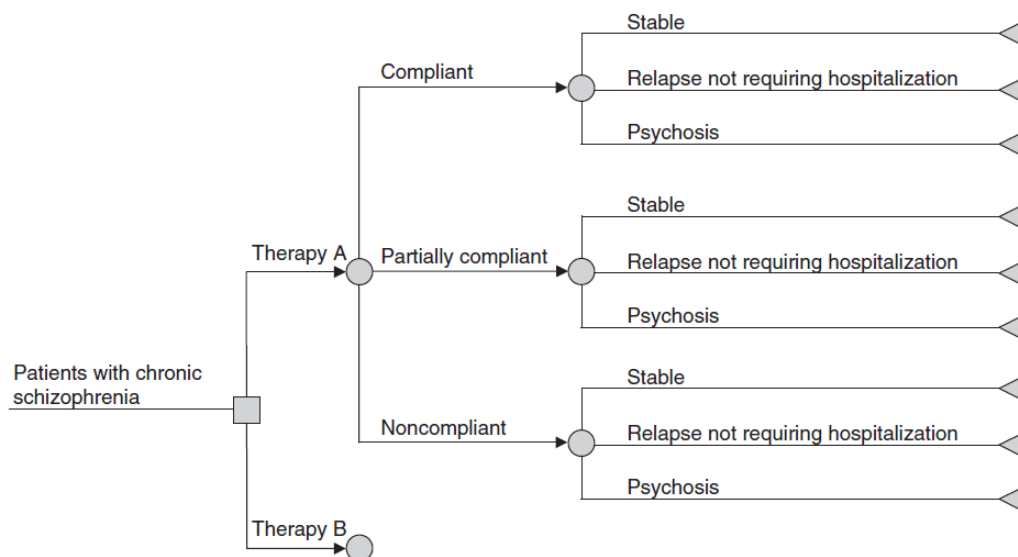 Stable
Compliant
Relapse not requiring hospitalization
Psychosis
Stable
Therapy A
Partially compliant
Relapse not requiring hospitalization
Psychosis
Patients with chronic
schizophrenia
Stable
Noncompliant
Relapse not requiring hospitalization
Psychosis
Therapy B